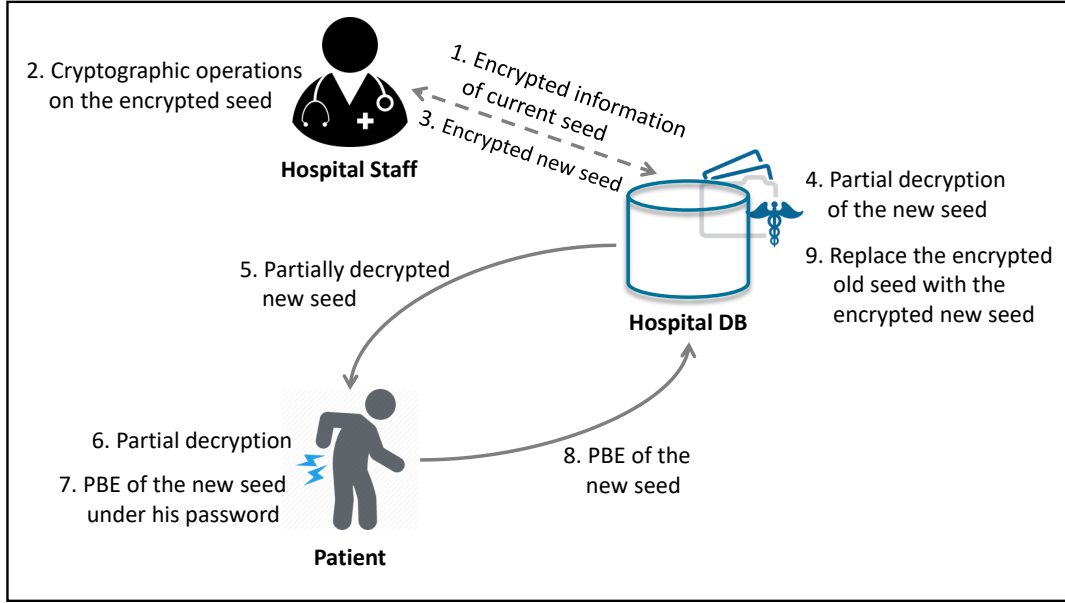 2. Cryptographic operations
on the encrypted seed
Hospital Staff
1. Encrypted information
of current seed
3. Encrypted new seed
4. Partial decryption
of the new seed
9. Replace the encrypted
old seed with the
encrypted new seed
Hospital DB
5. Partially decrypted
new seed
6. Partial decryption
7. PBE of the new seed
under his password
Patient
8. PBE of the
new seed